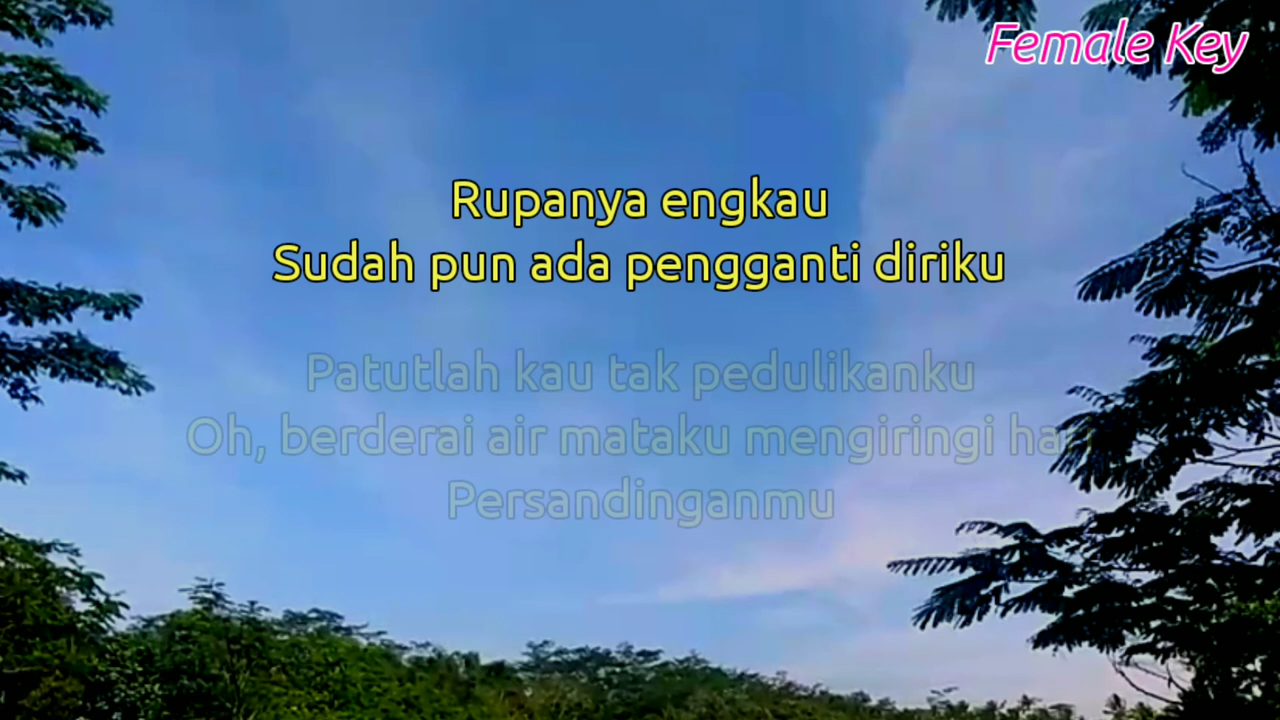 Female Key
Rupanya engkau
Sudah pun ada pengganti diriku
Patutlah kau tak pedulikanku
Oh, berderai air mataku mengiringi hari
Persandinganmu